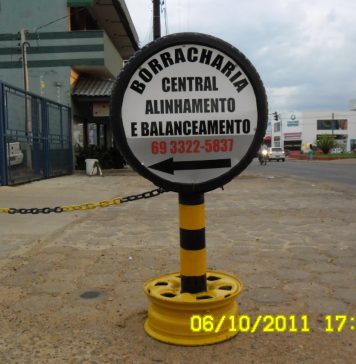 BORRACHARIA
CENTRAL
ALINHAMENTO
E BALANCEAMENTO
69 3322-5837
06/10/2011 17: